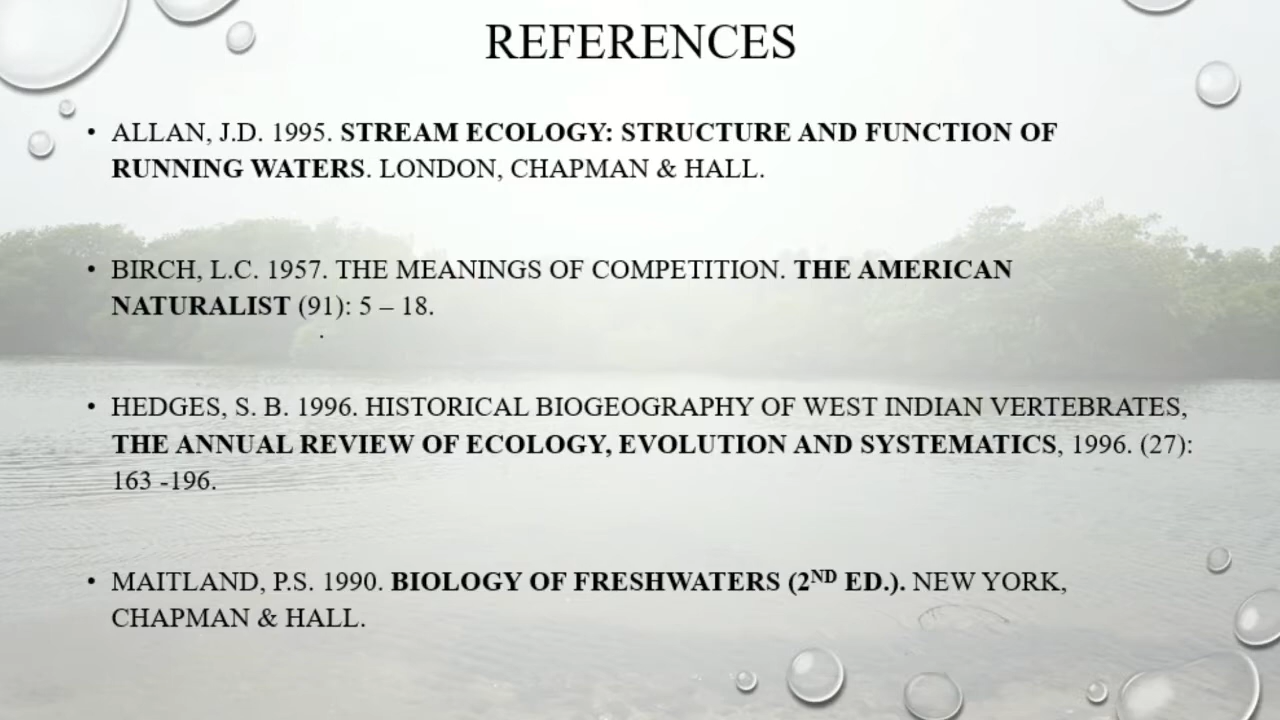 REFERENCES
• ALLAN, J.D. 1995. STREAM ECOLOGY: STRUCTURE AND FUNCTION OF
RUNNING WATERS. LONDON, CHAPMAN & HALL.
• BIRCH, L.C. 1957. THE MEANINGS OF COMPETITION. THE AMERICAN
NATURALIST (91): 5 – 18.
.
• HEDGES, S. B. 1996. HISTORICAL BIOGEOGRAPHY OF WEST INDIAN VERTEBRATES,
THE ANNUAL REVIEW OF ECOLOGY, EVOLUTION AND SYSTEMATICS, 1996. (27):
163 -196.
• MAITLAND, P.S. 1990. BIOLOGY OF FRESHWATERS (2ND ED.). NEW YORK,
CHAPMAN & HALL.